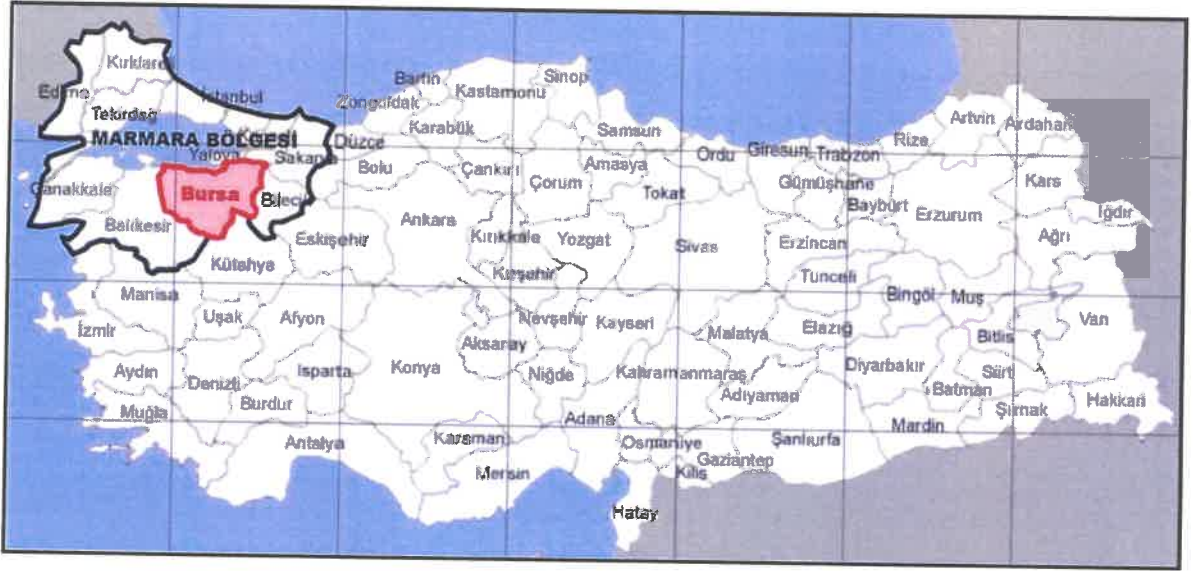 Kırklare
Edirne
İstanbul
Tekirdağ
MARMARA BÖLGESİ
Yalova
Sakarya
Çanakkale
Bursa
Bilecik
Balıkesir
Bartın
Zonguldak
Kastamonu
Sinop
Karabük
Düzce
Bolu
Çankırı
Samsun
Amasya
Çorum
Ordu
Giresun
Trabzon
Rize
Artvin
Ardahan
Tokat
Gümüşhane
Bayburt
Erzurum
Kars
Iğdır
Ağrı
Eskişehir
Ankara
Kırıkkale
Yozgat
Sivas
Erzincan
Tunceli
Kütahya
Kırşehir
Manisa
Uşak
Afyon
Nevşehir
Kayseri
Bingöl
Muş
Van
İzmir
Aksaray
Malatya
Elazığ
Bitlis
Aydın
Denizli
Isparta
Konya
Niğde
Kahramanmaraş
Adıyaman
Diyarbakır
Batman
Siirt
Şırnak
Hakkari
Muğla
Burdur
Antalya
Karaman
Mersin
Adana
Osmaniye
Gaziantep
Kilis
Şanlıurfa
Mardin
Hatay